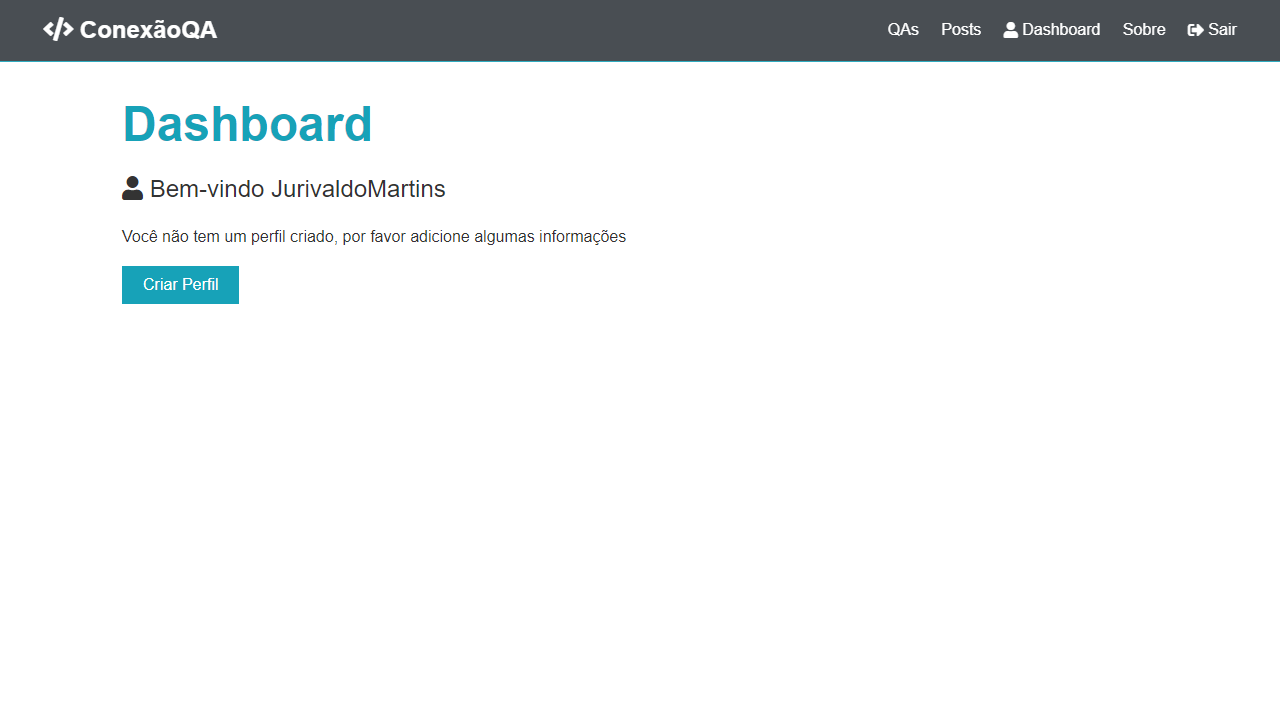 ConexãoQA
QAs
Posts
Dashboard
Sobre
Sair
Dashboard
Bem-vindo JurivaldoMartins
Você não tem um perfil criado, por favor adicione algumas informações
Criar Perfil